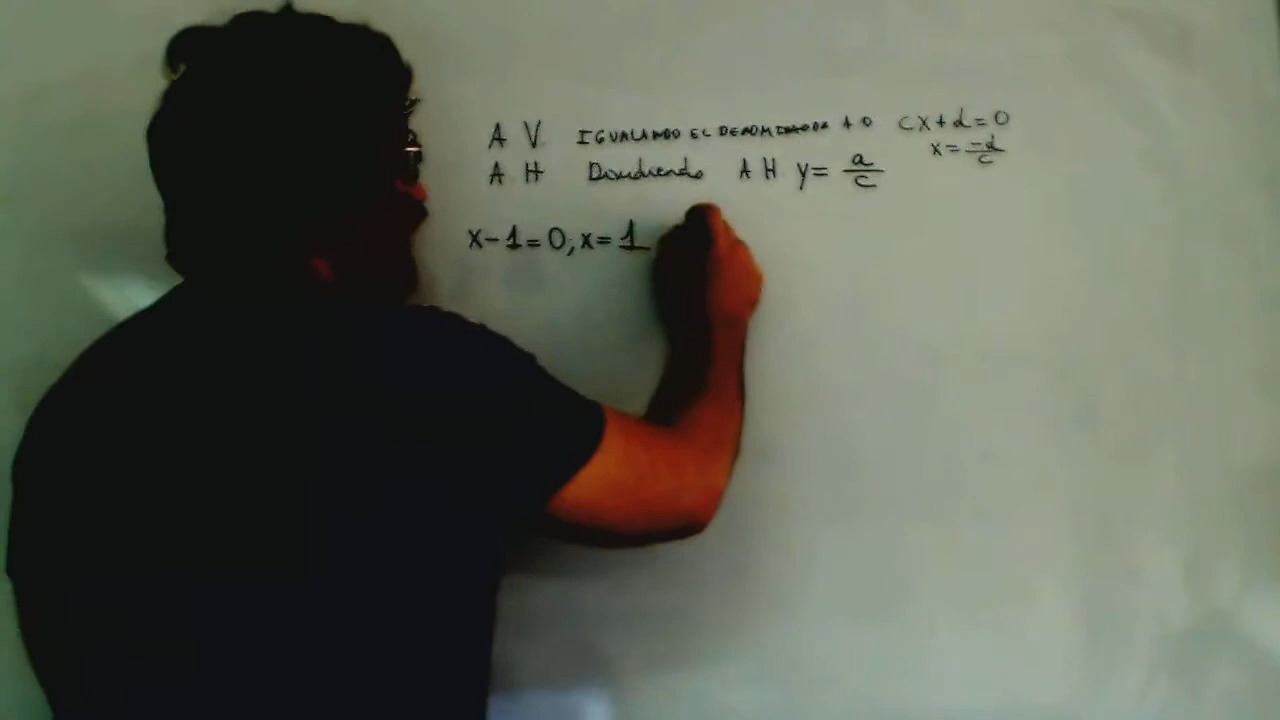 A V IGUALANDO EL DENOMINADOR A 0 CX+d=0
x=-d/c
A H Dividiendo A H y= a/c
x-1=0; x=1